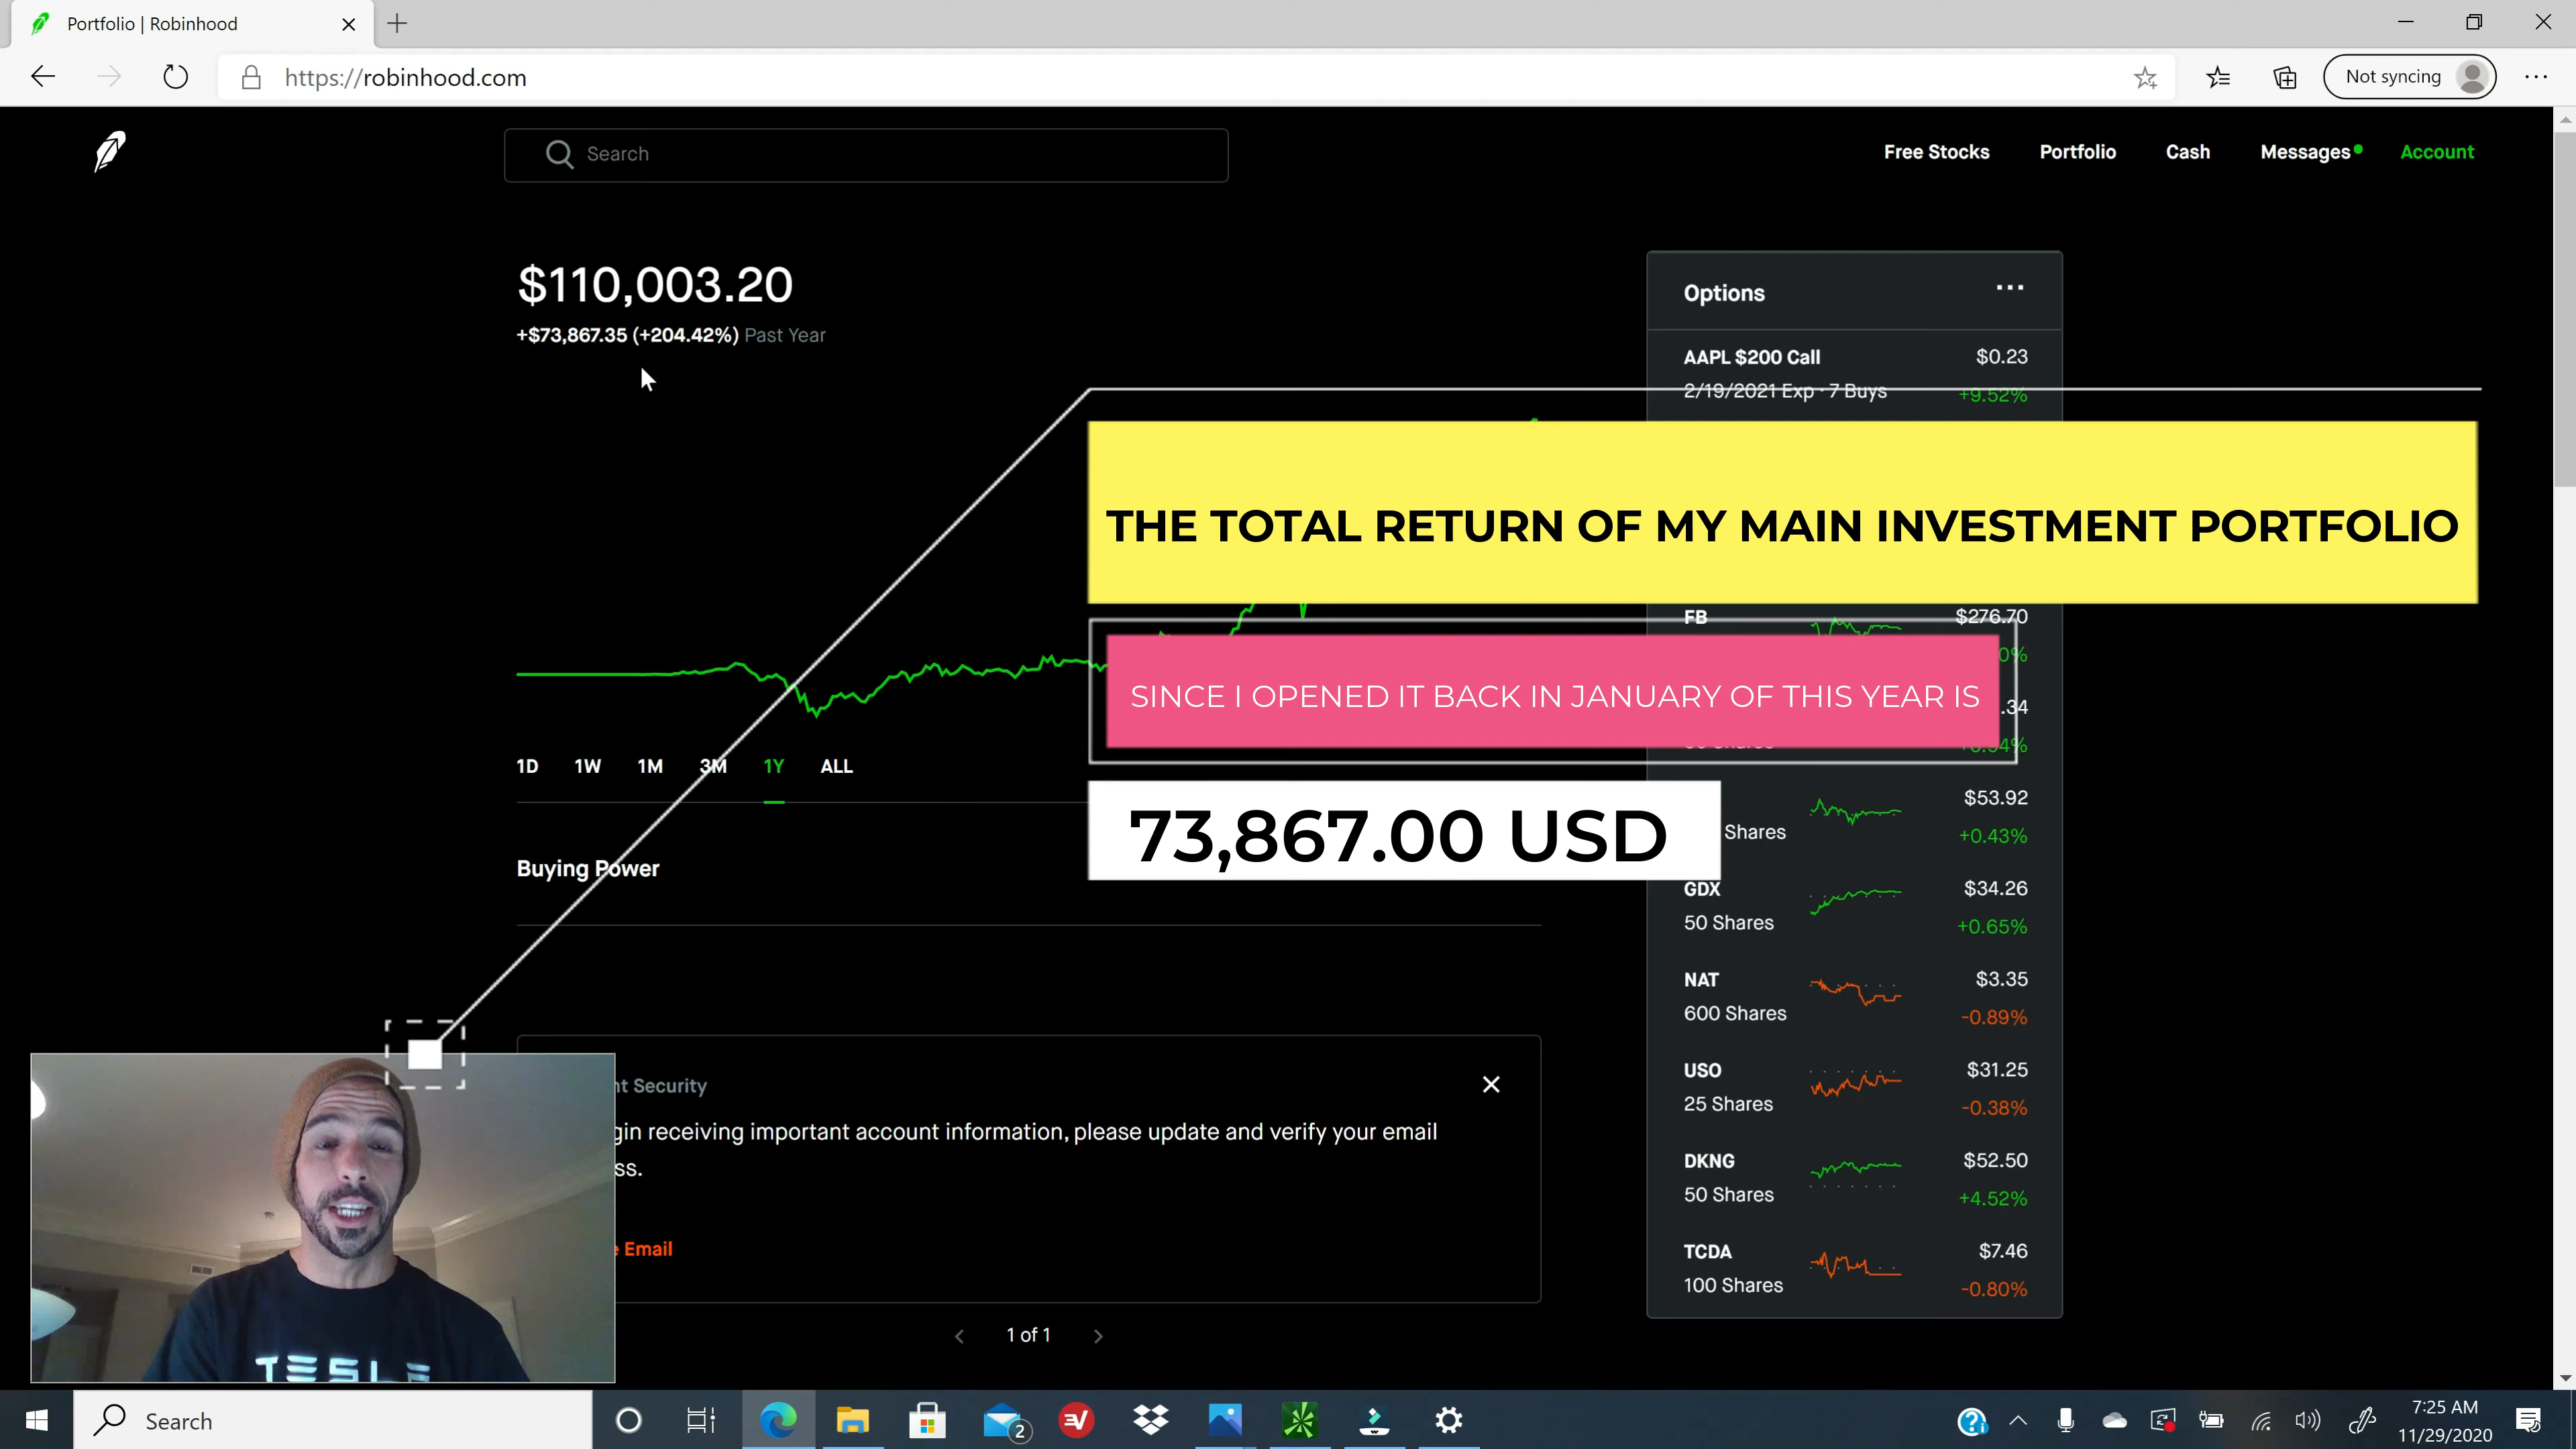 Portfolio | Robinhood
https://robinhood.com
Not syncing
Search
Free Stocks
Portfolio
Cash
Messages
Account
$110,003.20
+$73,867.35 (+204.42%) Past Year
Options
AAPL $200 Call
$0.23
2/19/2021 Exp · 7 Buys
+9.52%
THE TOTAL RETURN OF MY MAIN INVESTMENT PORTFOLIO
FB
$276.70
0%
SINCE I OPENED IT BACK IN JANUARY OF THIS YEAR IS
.34
4%
1D
1W
1M
3M
1Y
ALL
73,867.00 USD
$53.92
Shares
+0.43%
Buying Power
GDX
$34.26
50 Shares
+0.65%
NAT
$3.35
600 Shares
-0.89%
USO
$31.25
25 Shares
-0.38%
DKNG
$52.50
50 Shares
+4.52%
TCDA
$7.46
100 Shares
-0.80%
nt Security
gin receiving important account information, please update and verify your email
ss.
e Email
1 of 1
TESL
Search
2
7:25 AM
11/29/2020